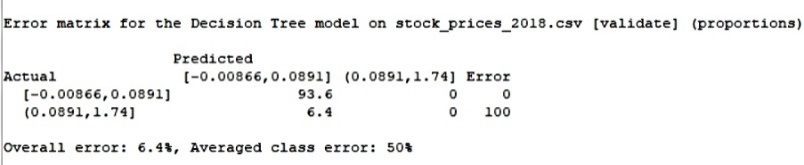 Error matrix for the Decision Tree model on stock_prices_2018.csv [validate] (proportions)
Predicted
Actual [-0.00866,0.0891] (0.0891,1.74] Error
[-0.00866,0.0891] 93.6 0 0
(0.0891,1.74] 6.4 0 100
Overall error: 6.4%, Averaged class error: 50%